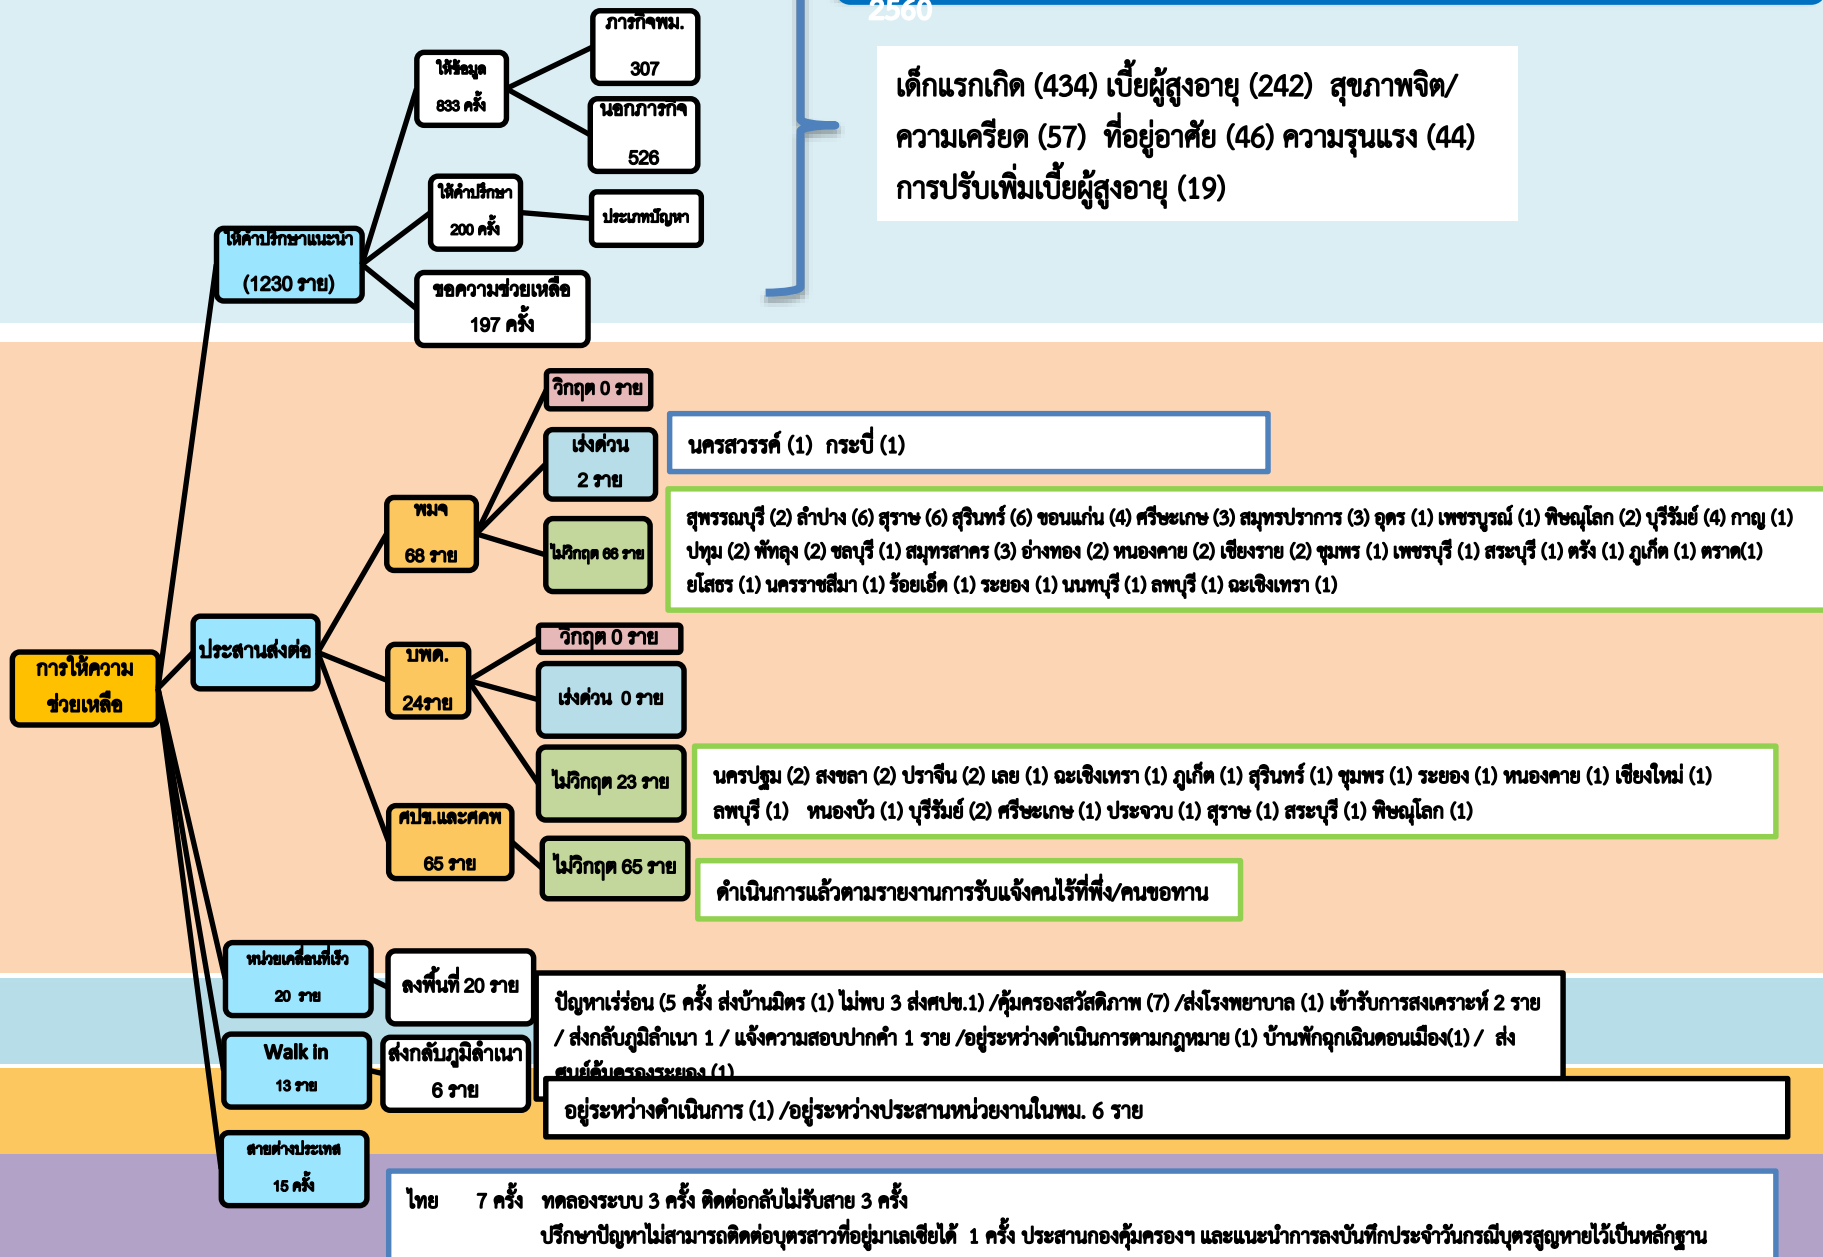 2560
ภารกิจพม.
307
ให้ข้อมูล
833 ครั้ง
นอกภารกิจ
526
เด็กแรกเกิด (434) เบี้ยผู้สูงอายุ (242) สุขภาพจิต/
ความเครียด (57) ที่อยู่อาศัย (46) ความรุนแรง (44)
การปรับเพิ่มเบี้ยผู้สูงอายุ (19)
ให้คำปรึกษา
200 ครั้ง
ประเภทปัญหา
ให้คำปรึกษาแนะนำ
(1230 ราย)
ขอความช่วยเหลือ
197 ครั้ง
วิกฤต 0 ราย
เร่งด่วน
2 ราย
นครสวรรค์ (1) กระบี่ (1)
พมจ
68 ราย
ไม่วิกฤต 66 ราย
สุพรรณบุรี (2) ลำปาง (6) สุราษ (6) สุรินทร์ (6) ขอนแก่น (4) ศรีษะเกษ (3) สมุทรปราการ (3) อุดร (1) เพชรบูรณ์ (1) พิษณุโลก (2) บุรีรัมย์ (4) กาญ (1)
ปทุม (2) พัทลุง (2) ชลบุรี (1) สมุทรสาคร (3) อ่างทอง (2) หนองคาย (2) เชียงราย (2) ชุมพร (1) เพชรบุรี (1) สระบุรี (1) ตรัง (1) ภูเก็ต (1) ตราด(1)
ยโสธร (1) นครราชสีมา (1) ร้อยเอ็ด (1) ระยอง (1) นนทบุรี (1) ลพบุรี (1) ฉะเชิงเทรา (1)
การให้ความ
ช่วยเหลือ
ประสานส่งต่อ
บพด.
24ราย
วิกฤต 0 ราย
เร่งด่วน 0 ราย
ไม่วิกฤต 23 ราย
นครปฐม (2) สงขลา (2) ปราจีน (2) เลย (1) ฉะเชิงเทรา (1) ภูเก็ต (1) สุรินทร์ (1) ชุมพร (1) ระยอง (1) หนองคาย (1) เชียงใหม่ (1)
ลพบุรี (1) หนองบัว (1) บุรีรัมย์ (2) ศรีษะเกษ (1) ประจวบ (1) สุราษ (1) สระบุรี (1) พิษณุโลก (1)
ศปข.และศคพ
65 ราย
ไม่วิกฤต 65 ราย
ดำเนินการแล้วตามรายงานการรับแจ้งคนไร้ที่พึ่ง/คนขอทาน
หน่วยเคลื่อนที่เร็ว
20 ราย
ลงพื้นที่ 20 ราย
ปัญหาเร่ร่อน (5 ครั้ง ส่งบ้านมิตร (1) ไม่พบ 3 ส่งศปข.1) /คุ้มครองสวัสดิภาพ (7) /ส่งโรงพยาบาล (1) เข้ารับการสงเคราะห์ 2 ราย
/ ส่งกลับภูมิลำเนา 1 / แจ้งความสอบปากคำ 1 ราย /อยู่ระหว่างดำเนินการตามกฎหมาย (1) บ้านพักฉุกเฉินดอนเมือง(1) / ส่ง
ศูนย์คุ้มครองระยอง (1)
Walk in
13 ราย
ส่งกลับภูมิลำเนา
6 ราย
อยู่ระหว่างดำเนินการ (1) /อยู่ระหว่างประสานหน่วยงานในพม. 6 ราย
สายต่างประเทศ
15 ครั้ง
ไทย 7 ครั้ง ทดลองระบบ 3 ครั้ง ติดต่อกลับไม่รับสาย 3 ครั้ง
ปรึกษาปัญหาไม่สามารถติดต่อบุตรสาวที่อยู่มาเลเซียได้ 1 ครั้ง ประสานกองคุ้มครองฯ และแนะนำการลงบันทึกประจำวันกรณีบุตรสูญหายไว้เป็นหลักฐาน